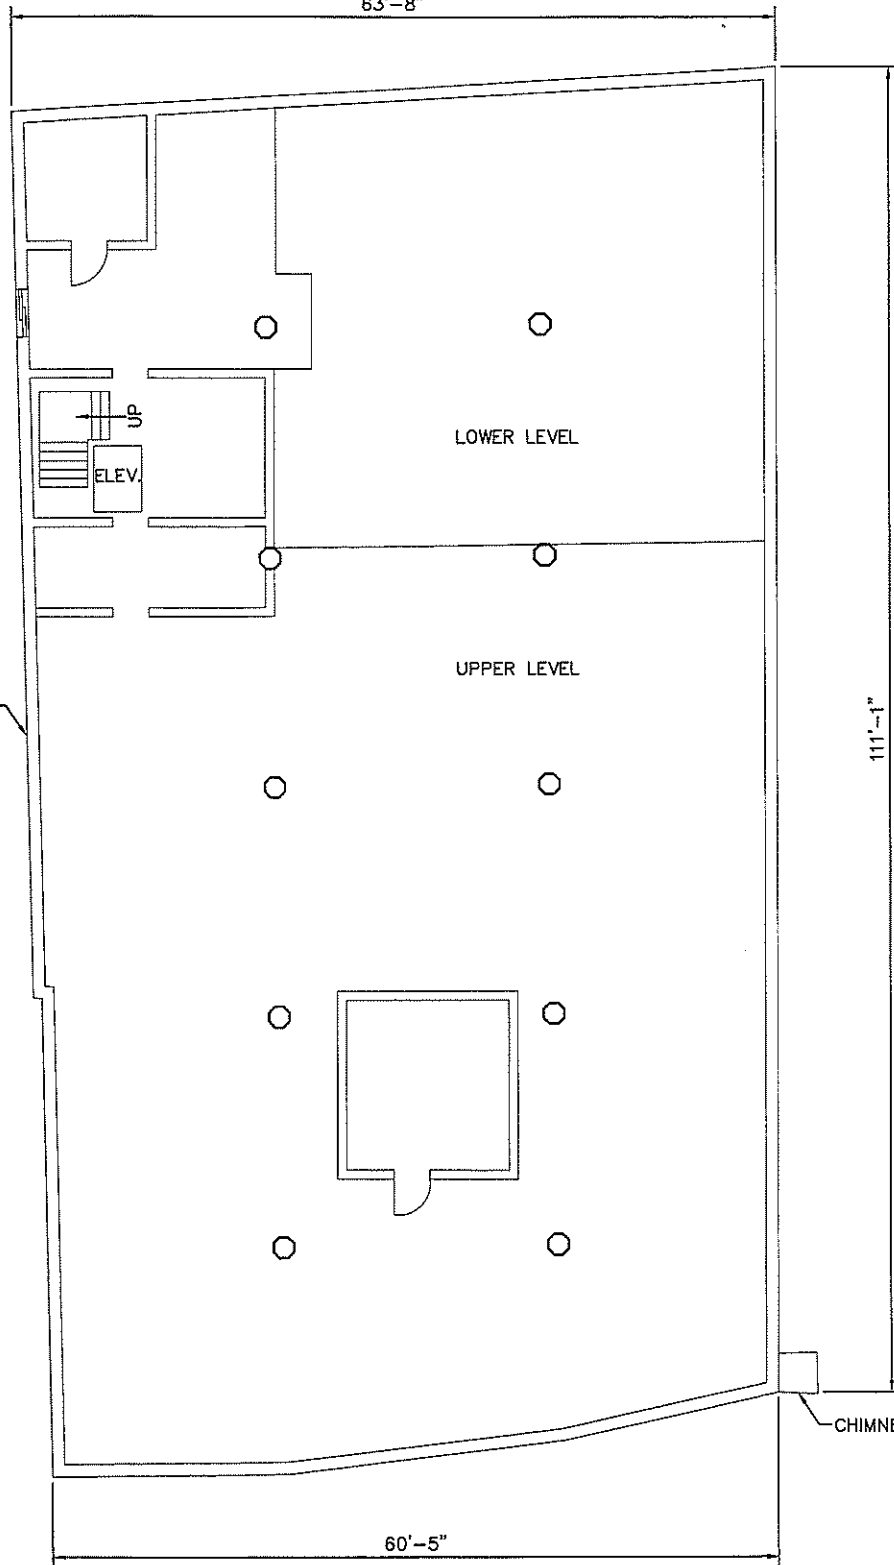 63'-8"
UP
ELEV.
LOWER LEVEL
UPPER LEVEL
111'-1"
CHIMNE
60'-5"